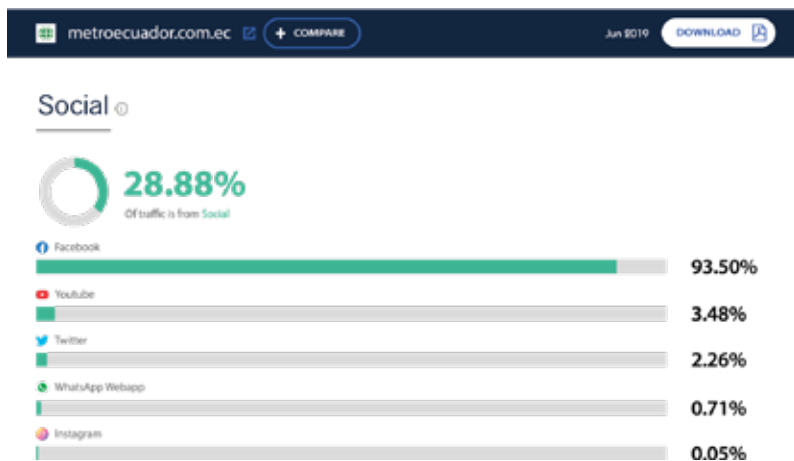 metroecuador.com.ec + COMPARE Jun 2019 DOWNLOAD
Social
28.88%
Of traffic is from Social
Facebook
93.50%
Youtube
3.48%
Twitter
2.26%
WhatsApp Webapp
0.71%
Instagram
0.05%